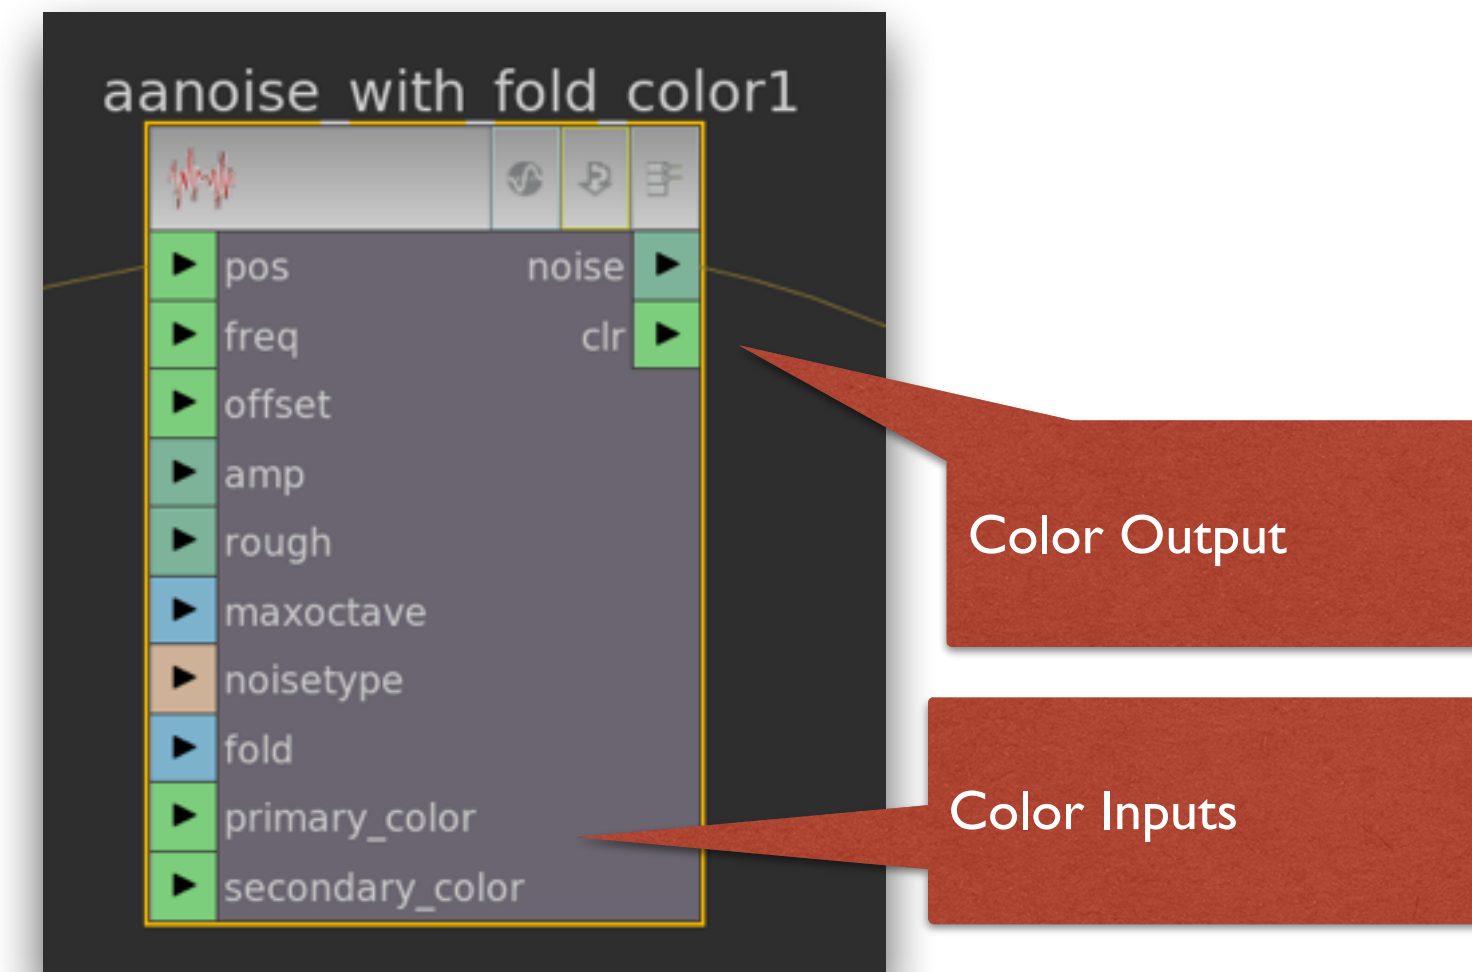 aanoise_with_fold_color1
pos noise
freq clr
offset
amp
rough
maxoctave
noisetype
fold
primary_color
secondary_color
Color Output
Color Inputs